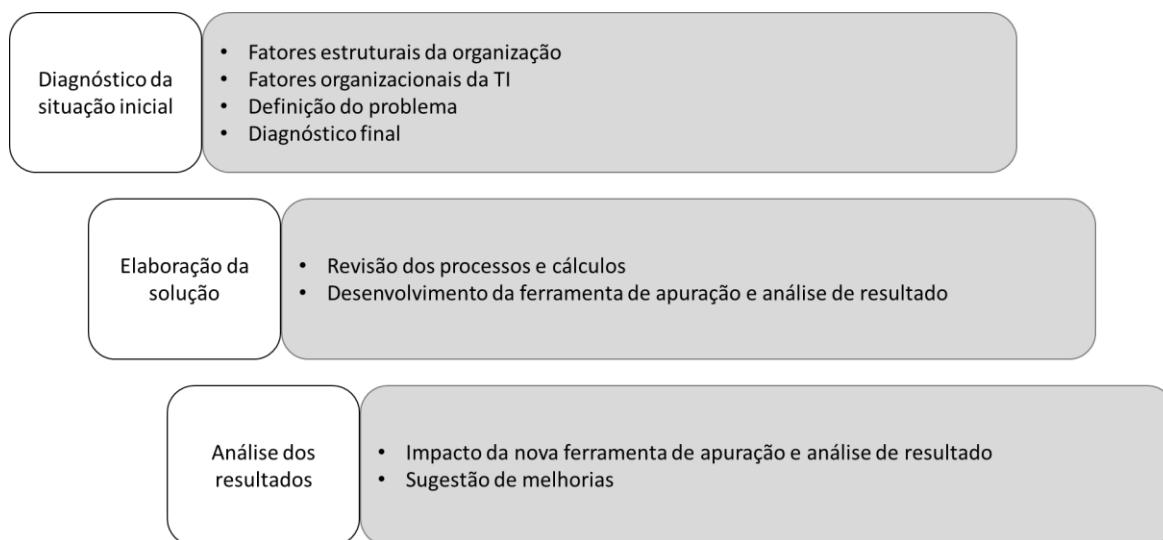 Diagnóstico da
situação inicial
• Fatores estruturais da organização
• Fatores organizacionais da TI
• Definição do problema
• Diagnóstico final
Elaboração da
solução
• Revisão dos processos e cálculos
• Desenvolvimento da ferramenta de apuração e análise de resultado
Análise dos
resultados
• Impacto da nova ferramenta de apuração e análise de resultado
• Sugestão de melhorias